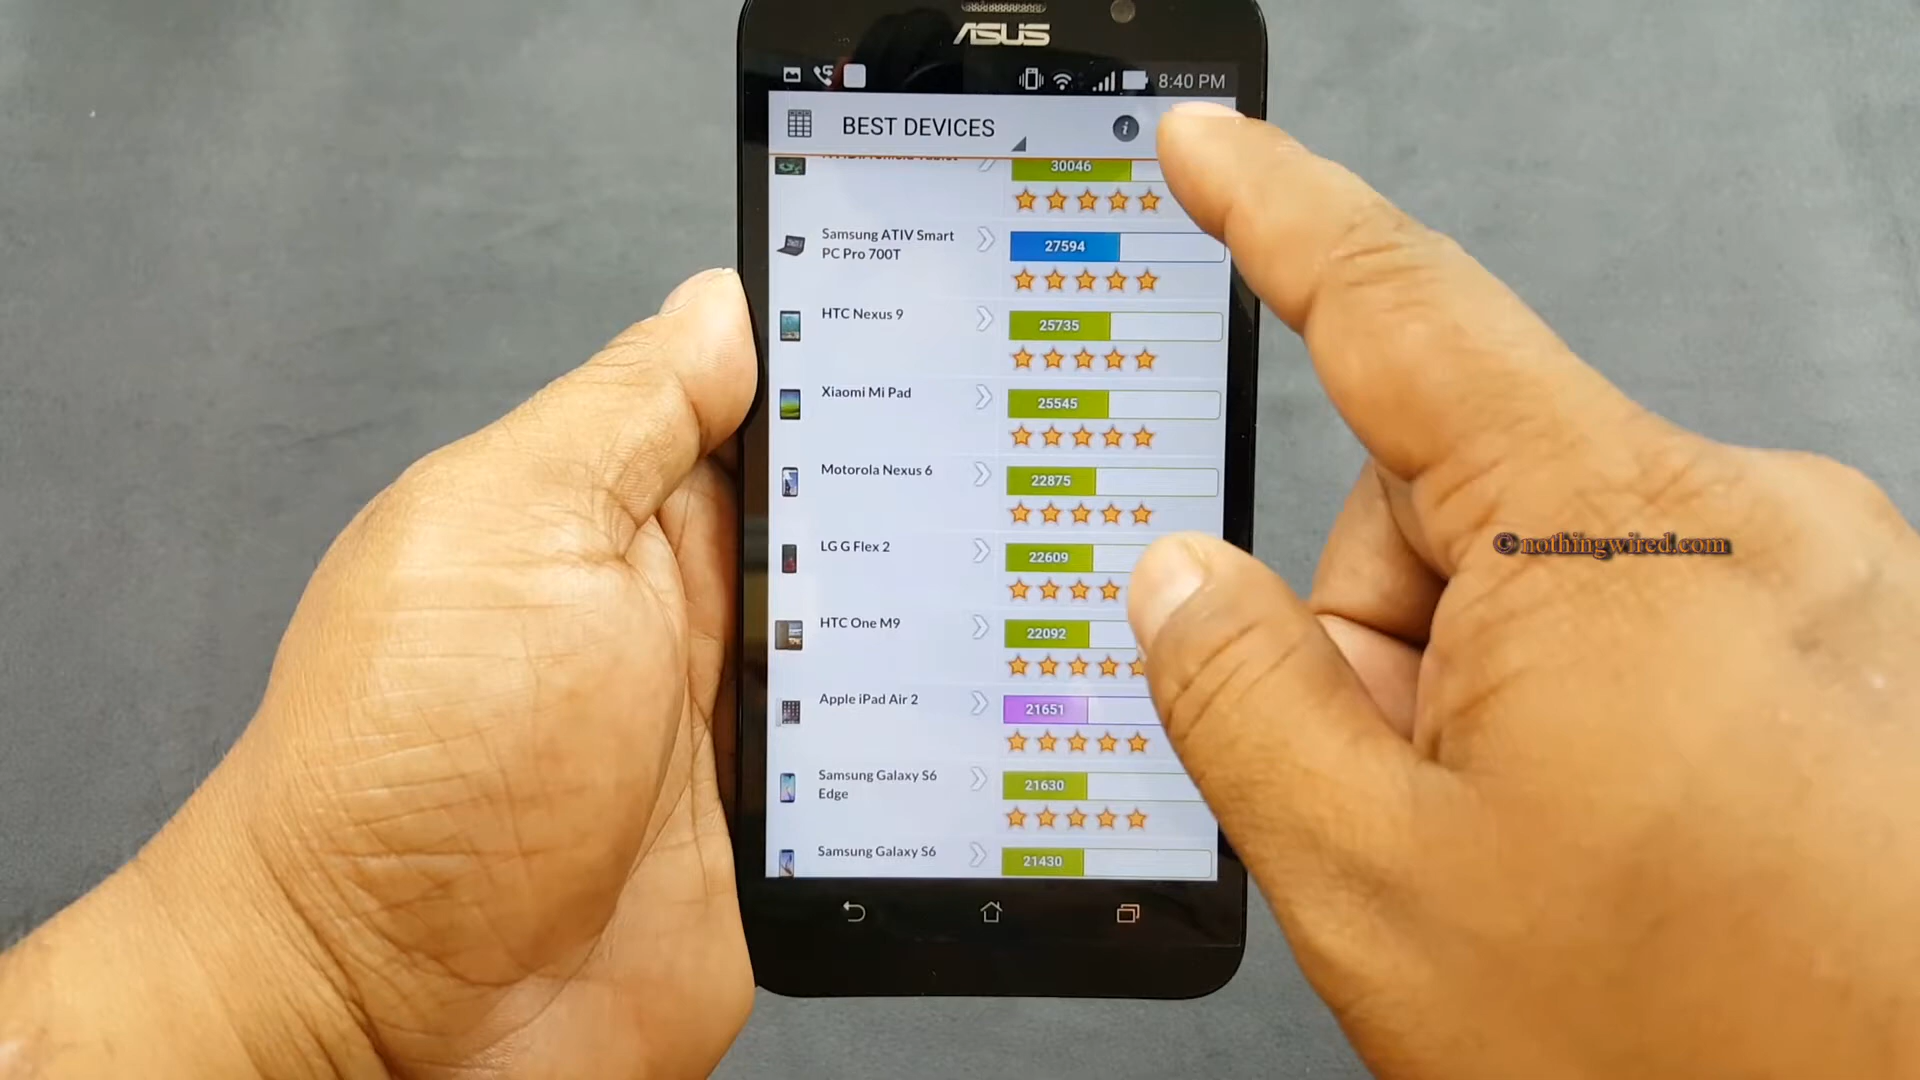 ASUS
8:40 PM
BEST DEVICES
30046
Samsung ATIV Smart
PC Pro 700T
27594
HTC Nexus 9
25735
Xiaomi Mi Pad
25545
Motorola Nexus 6
22875
LG G Flex 2
22609
HTC One M9
22092
Apple iPad Air 2
21651
Samsung Galaxy S6
Edge
21630
Samsung Galaxy S6
21430
© nothingwired.com